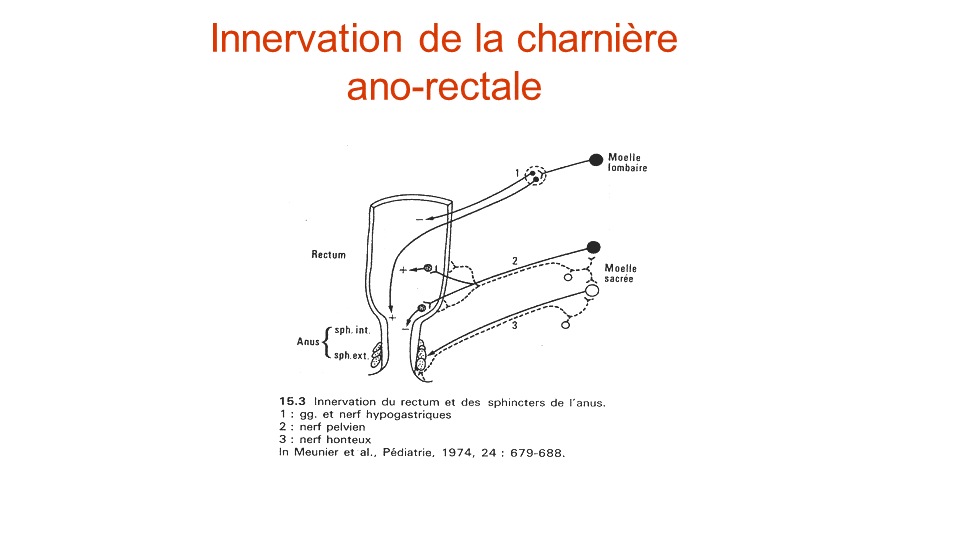 Innervation de la charnière
ano-rectale
1
Moelle
lombaire
−
Rectum
+
2
Moelle
sacrée
+
−
3
Anus { sph. int.
sph.ext.
15.3 Innervation du rectum et des sphincters de l'anus.
1 : gg. et nerf hypogastriques
2 : nerf pelvien
3 : nerf honteux
In Meunier et al., Pédiatrie, 1974, 24 : 679-688.